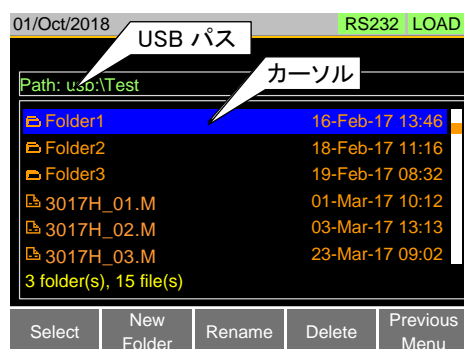 01/Oct/2018 RS232 LOAD
USB パス
カーソル
Path: usb:\Test
Folder1 16-Feb-17 13:46
Folder2 18-Feb-17 11:16
Folder3 19-Feb-17 08:32
3017H_01.M 01-Mar-17 10:12
3017H_02.M 03-Mar-17 13:13
3017H_03.M 23-Mar-17 09:02
3 folder(s), 15 file(s)
Select New Folder Rename Delete Previous Menu